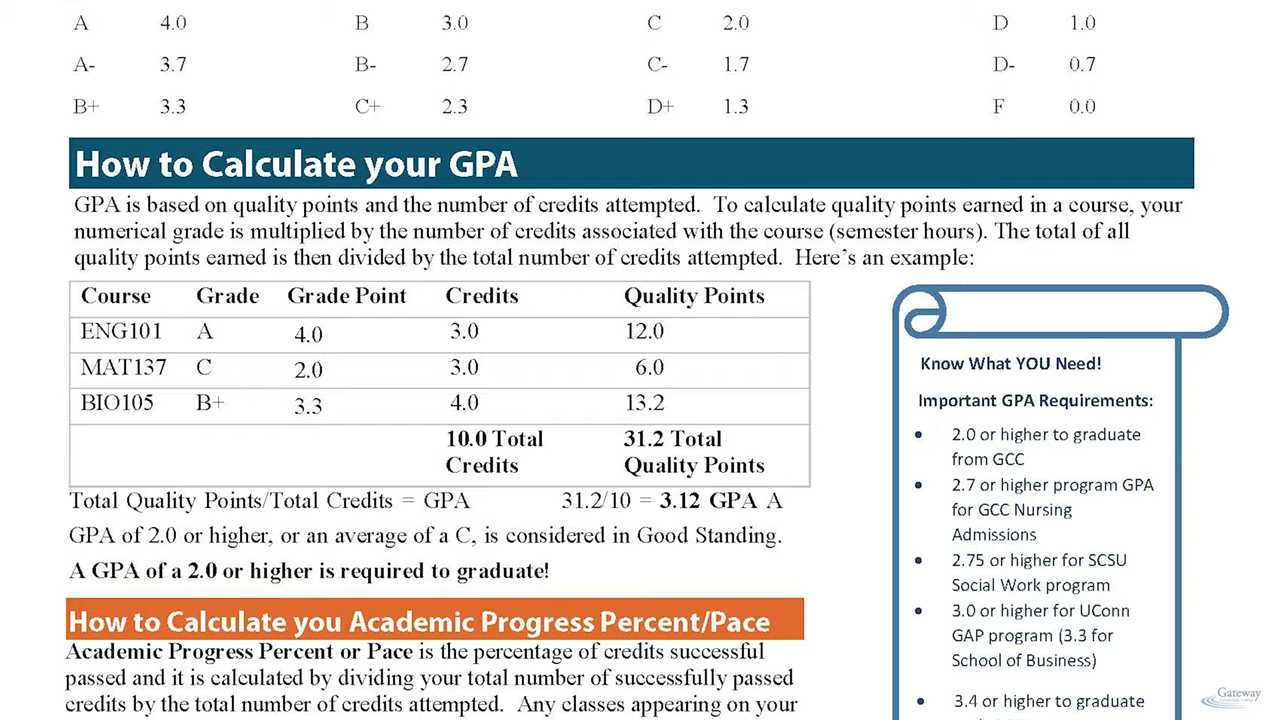 A 4.0 B 3.0 C 2.0 D 1.0
A- 3.7 B- 2.7 C- 1.7 D- 0.7
B+ 3.3 C+ 2.3 D+ 1.3 F 0.0
How to Calculate your GPA
GPA is based on quality points and the number of credits attempted. To calculate quality points earned in a course, your
numerical grade is multiplied by the number of credits associated with the course (semester hours). The total of all
quality points earned is then divided by the total number of credits attempted. Here’s an example:
Course Grade Grade Point Credits Quality Points
ENG101 A 4.0 3.0 12.0
MAT137 C 2.0 3.0 6.0
BIO105 B+ 3.3 4.0 13.2
10.0 Total 31.2 Total
Credits Quality Points
Total Quality Points/Total Credits = GPA 31.2/10 = 3.12 GPA A
GPA of 2.0 or higher, or an average of a C, is considered in Good Standing.
A GPA of a 2.0 or higher is required to graduate!
How to Calculate you Academic Progress Percent/Pace
Academic Progress Percent or Pace is the percentage of credits successful
passed and it is calculated by dividing your total number of successfully passed
credits by the total number of credits attempted. Any classes appearing on your
Know What YOU Need!
Important GPA Requirements:
• 2.0 or higher to graduate
from GCC
• 2.7 or higher program GPA
for GCC Nursing
Admissions
• 2.75 or higher for SCSU
Social Work program
• 3.0 or higher for UConn
GAP program (3.3 for
School of Business)
• 3.4 or higher to graduate
Gateway